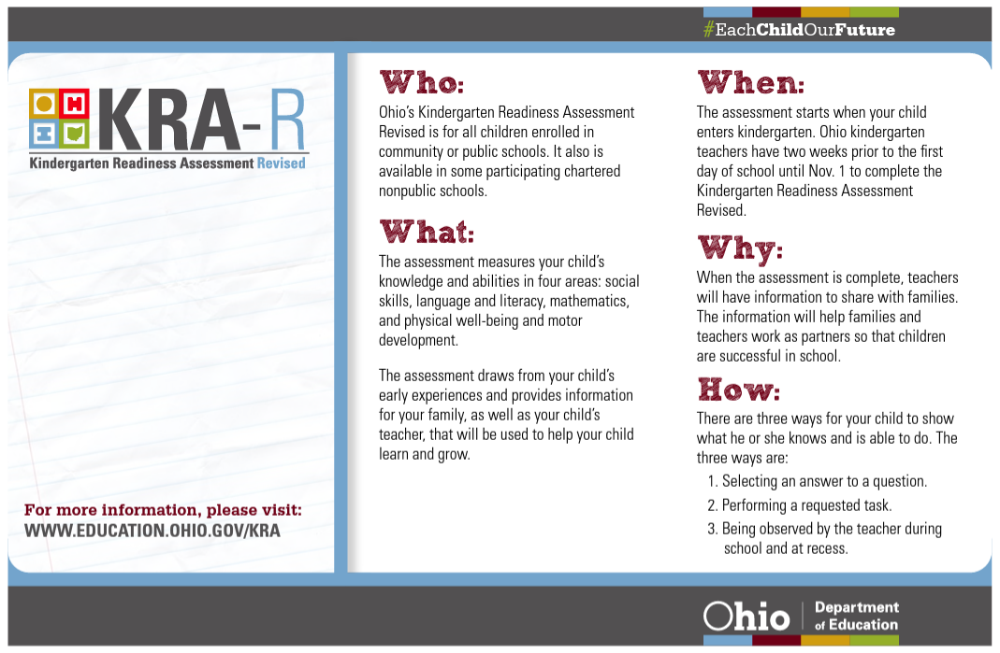 #EachChildOurFuture
OHI
KRA-R
Kindergarten Readiness Assessment Revised
For more information, please visit:
WWW.EDUCATION.OHIO.GOV/KRA
Who:
Ohio's Kindergarten Readiness Assessment
Revised is for all children enrolled in
community or public schools. It also is
available in some participating chartered
nonpublic schools.
What:
The assessment measures your child's
knowledge and abilities in four areas: social
skills, language and literacy, mathematics,
and physical well-being and motor
development.
The assessment draws from your child's
early experiences and provides information
for your family, as well as your child's
teacher, that will be used to help your child
learn and grow.
When:
The assessment starts when your child
enters kindergarten. Ohio kindergarten
teachers have two weeks prior to the first
day of school until Nov. 1 to complete the
Kindergarten Readiness Assessment
Revised.
Why:
When the assessment is complete, teachers
will have information to share with families.
The information will help families and
teachers work as partners so that children
are successful in school.
How:
There are three ways for your child to show
what he or she knows and is able to do. The
three ways are:
1. Selecting an answer to a question.
2. Performing a requested task.
3. Being observed by the teacher during
school and at recess.
Ohio
Department
of Education